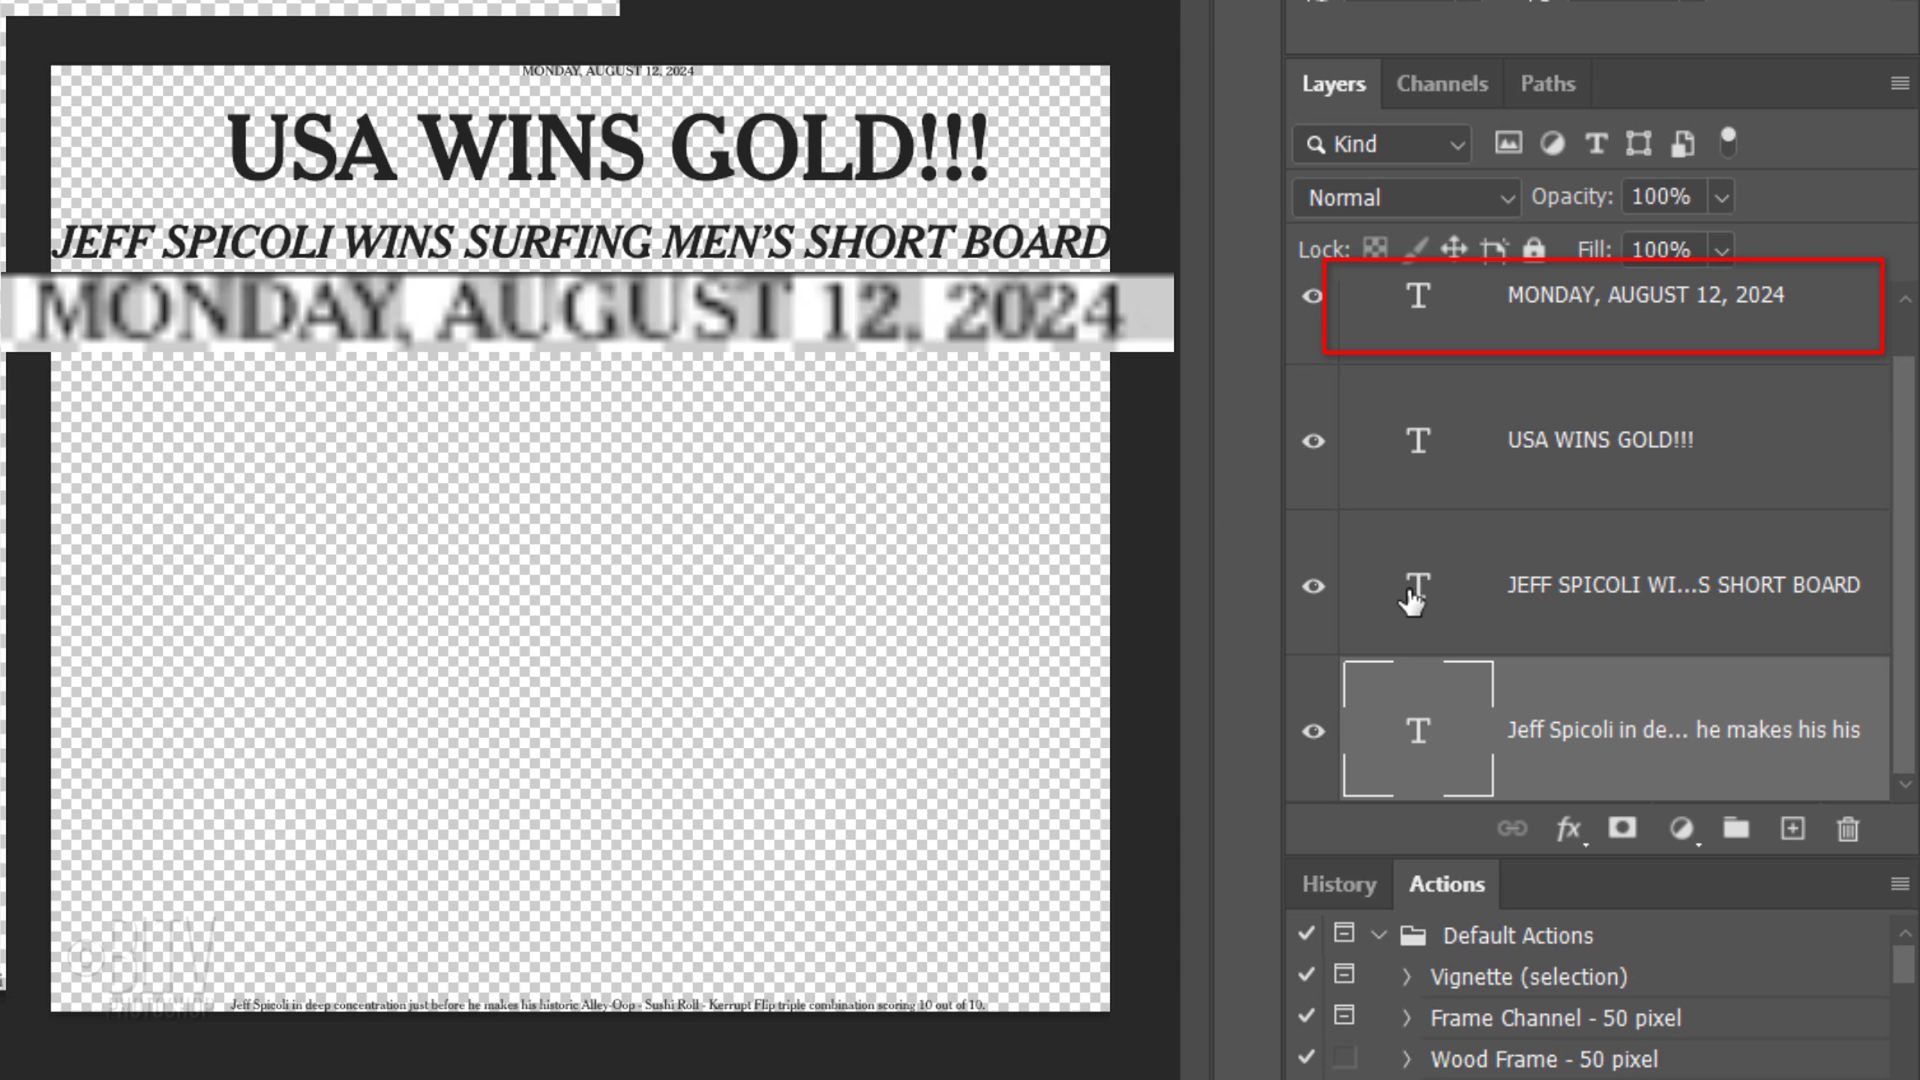 MONDAY, AUGUST 12, 2024
USA WINS GOLD!!!
JEFF SPICOLI WINS SURFING MEN'S SHORT BOARD
MONDAY, AUGUST 12, 2024
Jeff Spicoli in deep concentration just before he makes his historic Alley-Oop - Sushi Roll - Kerrupt Flip triple combination scoring 10 out of 10.
© BLTV
PHOTOSHOP
Layers Channels Paths
Kind
Normal Opacity: 100%
Lock: Fill: 100%
T MONDAY, AUGUST 12, 2024
T USA WINS GOLD!!!
T JEFF SPICOLI WI...S SHORT BOARD
T Jeff Spicoli in de... he makes his his
fx
History Actions
Default Actions
Vignette (selection)
Frame Channel - 50 pixel
Wood Frame - 50 pixel